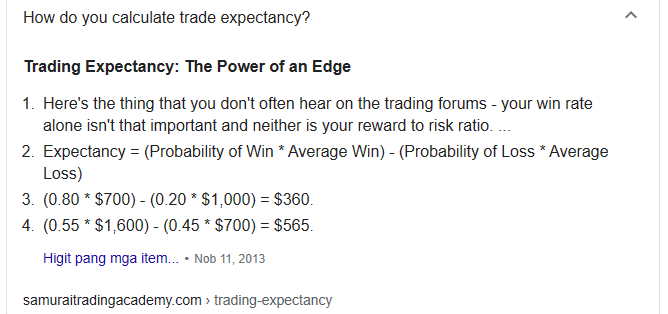 How do you calculate trade expectancy?
Trading Expectancy: The Power of an Edge
1. Here's the thing that you don't often hear on the trading forums - your win rate
alone isn't that important and neither is your reward to risk ratio. ...
2. Expectancy = (Probability of Win * Average Win) - (Probability of Loss * Average
Loss)
3. (0.80 * $700) - (0.20 * $1,000) = $360.
4. (0.55 * $1,600) - (0.45 * $700) = $565.
Higit pang mga item... • Nob 11, 2013
samuraitradingacademy.com › trading-expectancy